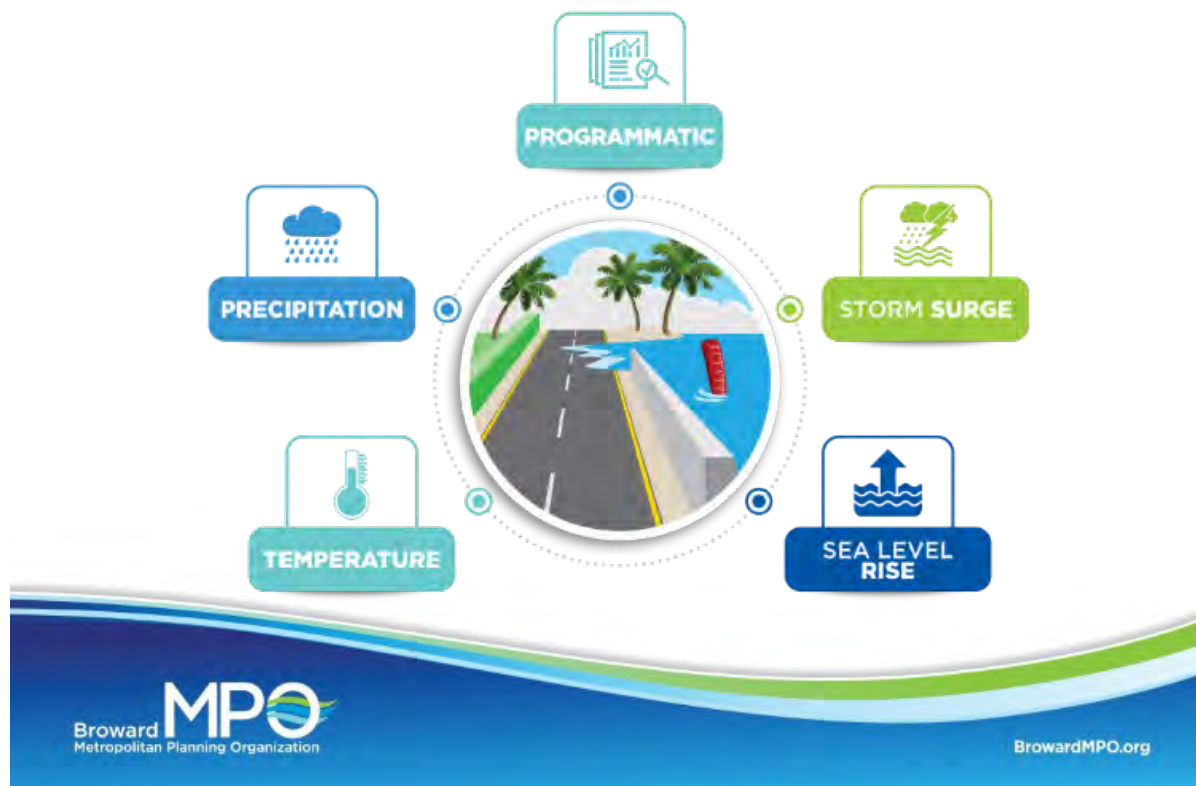 PROGRAMMATIC
PRECIPITATION
STORM SURGE
TEMPERATURE
SEA LEVEL
RISE
Broward MPO
Metropolitan Planning Organization
BrowardMPO.org